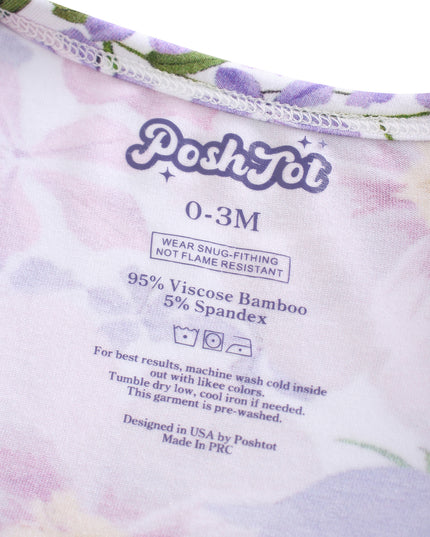 PoshTot
0-3M
WEAR SNUG-FITHING
NOT FLAME RESISTANT
95% Viscose Bamboo
5% Spandex
For best results, machine wash cold inside
out with likee colors.
Tumble dry low, cool iron if needed.
This garment is pre-washed.
Designed in USA by Poshtot
Made In PRC